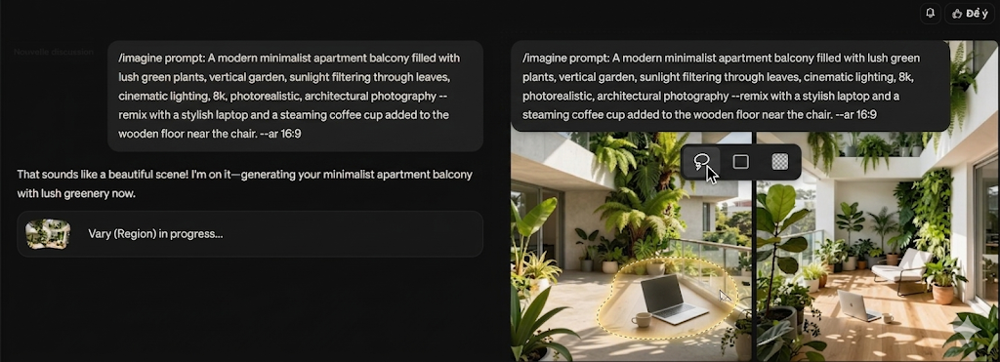 Để ý
Nouvelle discussion
/imagine prompt: A modern minimalist apartment balcony filled with
lush green plants, vertical garden, sunlight filtering through leaves,
cinematic lighting, 8k, photorealistic, architectural photography --
remix with a stylish laptop and a steaming coffee cup added to the
wooden floor near the chair. --ar 16:9
That sounds like a beautiful scene! I'm on it—generating your minimalist apartment balcony
with lush greenery now.
Vary (Region) in progress...
/imagine prompt: A modern minimalist apartment balcony filled with lush green
plants, vertical garden, sunlight filtering through leaves, cinematic lighting, 8k,
photorealistic, architectural photography --remix with a stylish laptop and a
steaming coffee cup added to the wooden floor near the chair. --ar 16:9